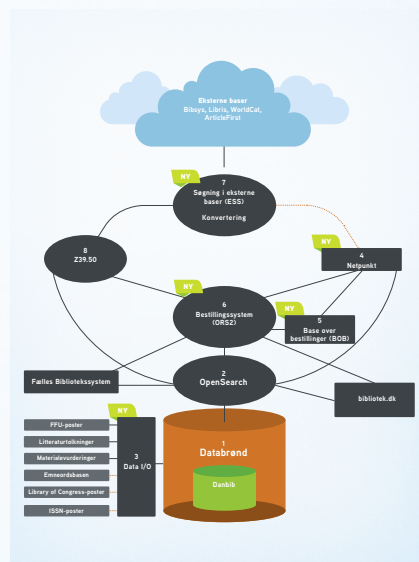 Eksterne baser
Bibsys, Libris, WorldCat,
ArticleFirst
NY
7
Søgning i eksterne
baser (ESS)
Konvertering
8
Z39.50
NY
4
Netpunkt
NY
6
Bestillingssystem
(ORS2)
NY
5
Base over
bestillinger (BOB)
2
OpenSearch
Fælles Bibliotekssystem
bibliotek.dk
NY
3
Data I/O
FFU-poster
Litteraturtolkninger
Materialevurderinger
Emneordsbasen
Library of Congress-poster
ISSN-poster
1
Databrønd
Danbib